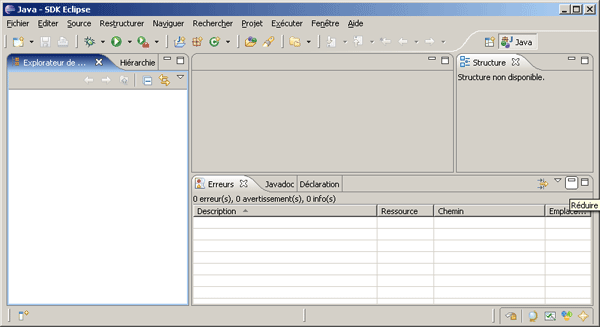 Java - SDK Eclipse
Fichier Editer Source Restructurer Naviguer Rechercher Projet Exécuter Fenêtre Aide
Java
Explorateur de ... Hiérarchie
Structure
Structure non disponible.
Erreurs Javadoc Déclaration
0 erreur(s), 0 avertissement(s), 0 info(s)
Description Ressource Chemin
Réduire